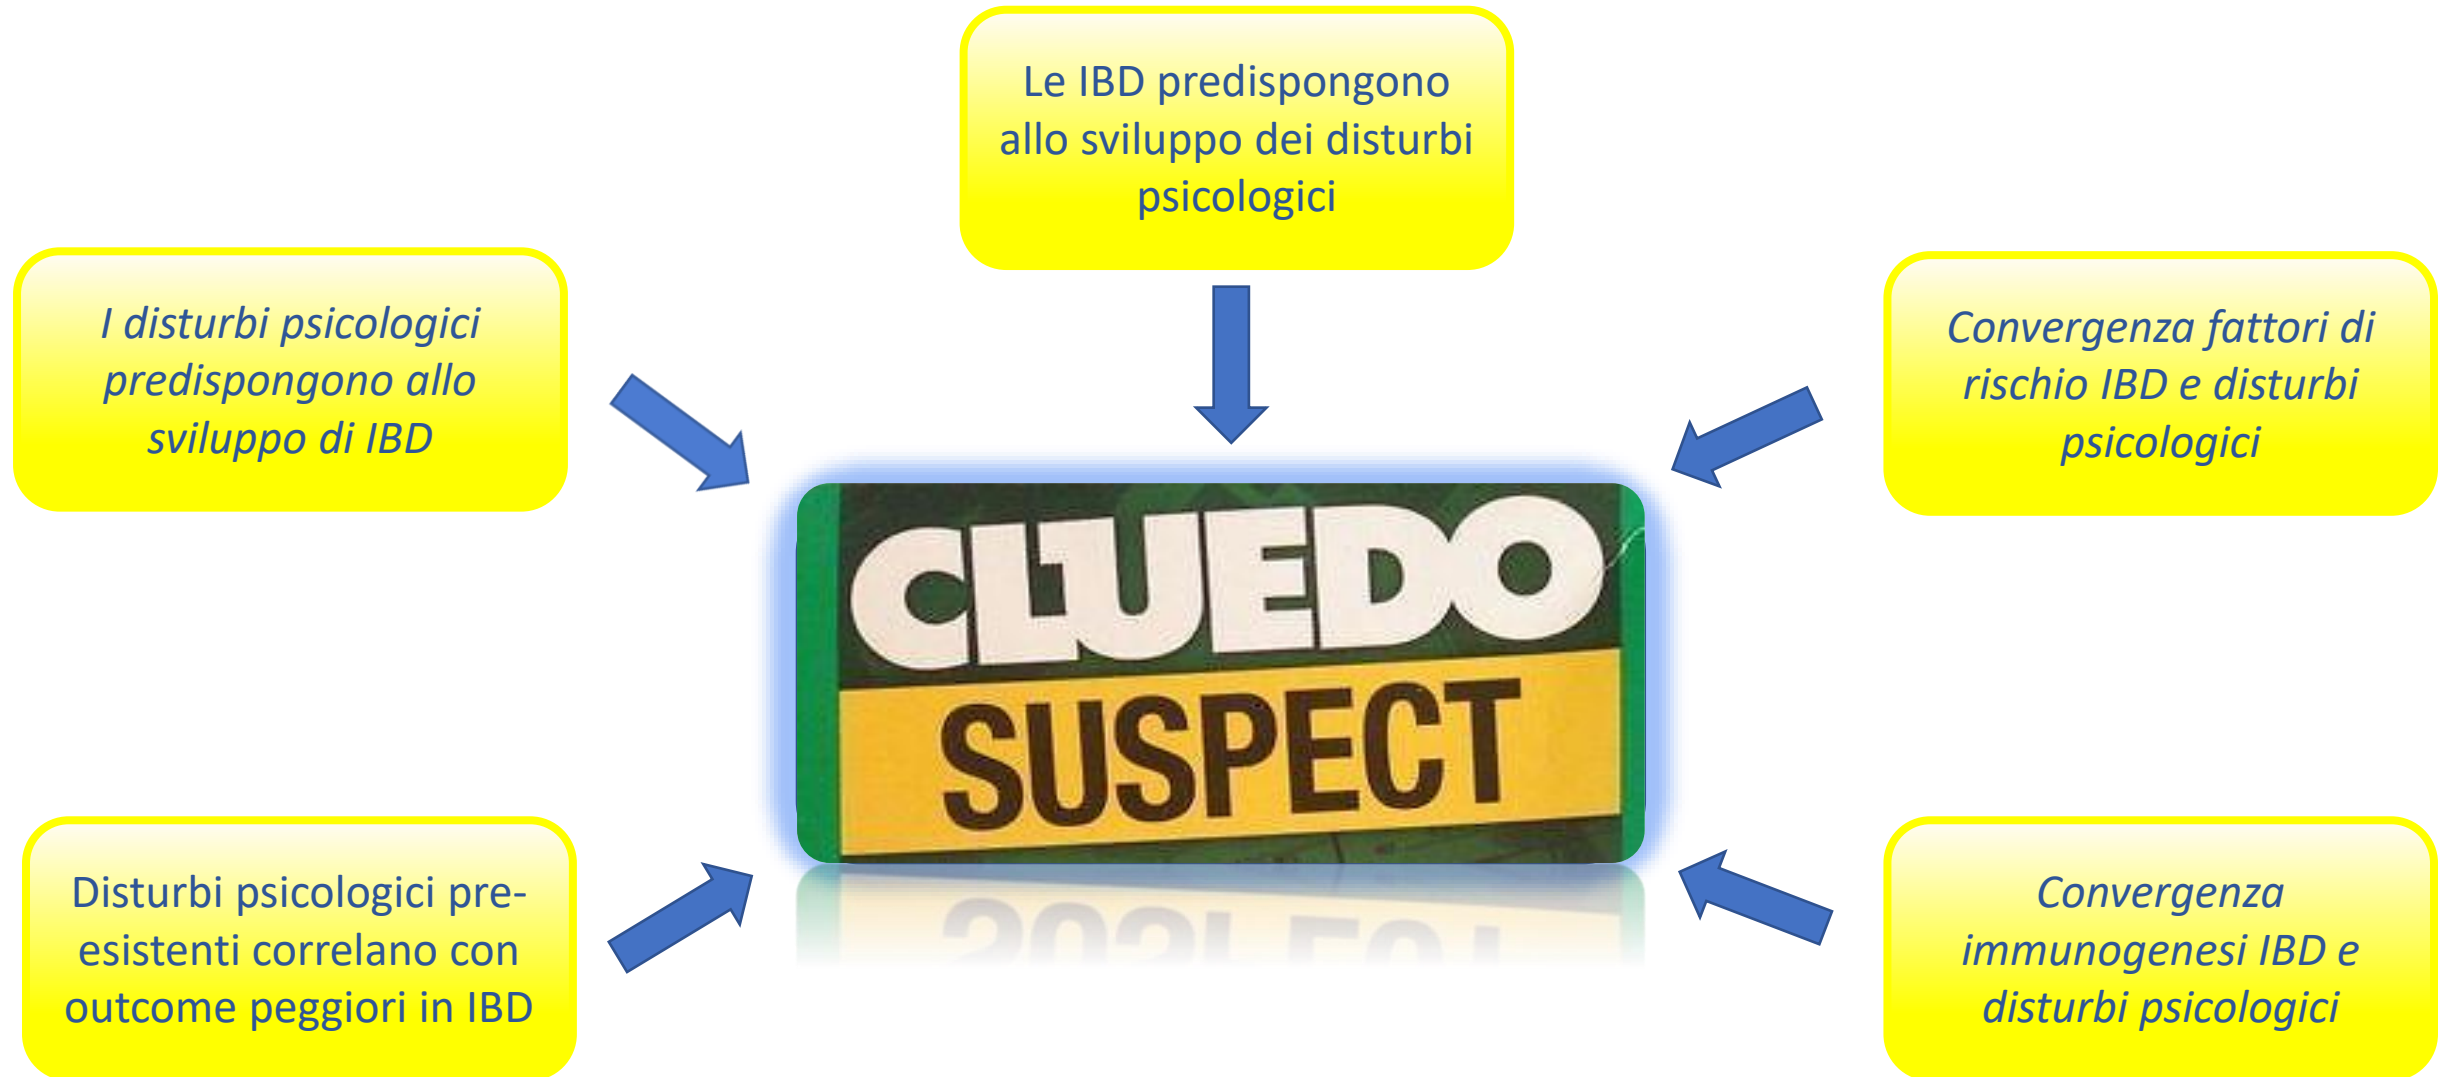 Le IBD predispongono
allo sviluppo dei disturbi
psicologici
I disturbi psicologici
predispongono allo
sviluppo di IBD
Convergenza fattori di
rischio IBD e disturbi
psicologici
CLUEDO
SUSPECT
Disturbi psicologici pre-
esistenti correlano con
outcome peggiori in IBD
Convergenza
immunogenesi IBD e
disturbi psicologici